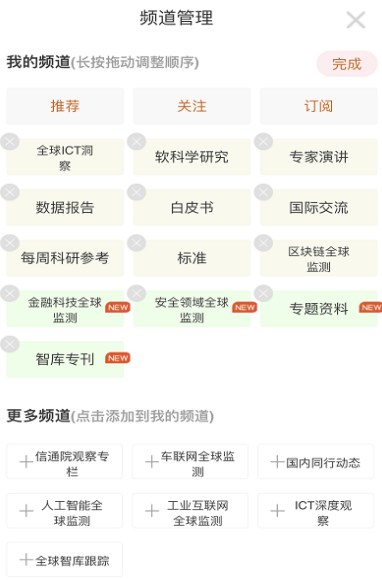 频道管理
我的频道(长按拖动调整顺序)
完成
推荐
关注
订阅
全球ICT洞
察
软科学研究
专家演讲
数据报告
白皮书
国际交流
每周科研参考
标准
区块链全球
监测
金融科技全球
监测
NEW
安全领域全球
监测
NEW
专题资料
NEW
智库专刊
NEW
更多频道(点击添加到我的频道)
信通院观察专
栏
车联网全球监
测
国内同行动态
人工智能全
球监测
工业互联网
全球监测
ICT深度观
察
全球智库跟踪